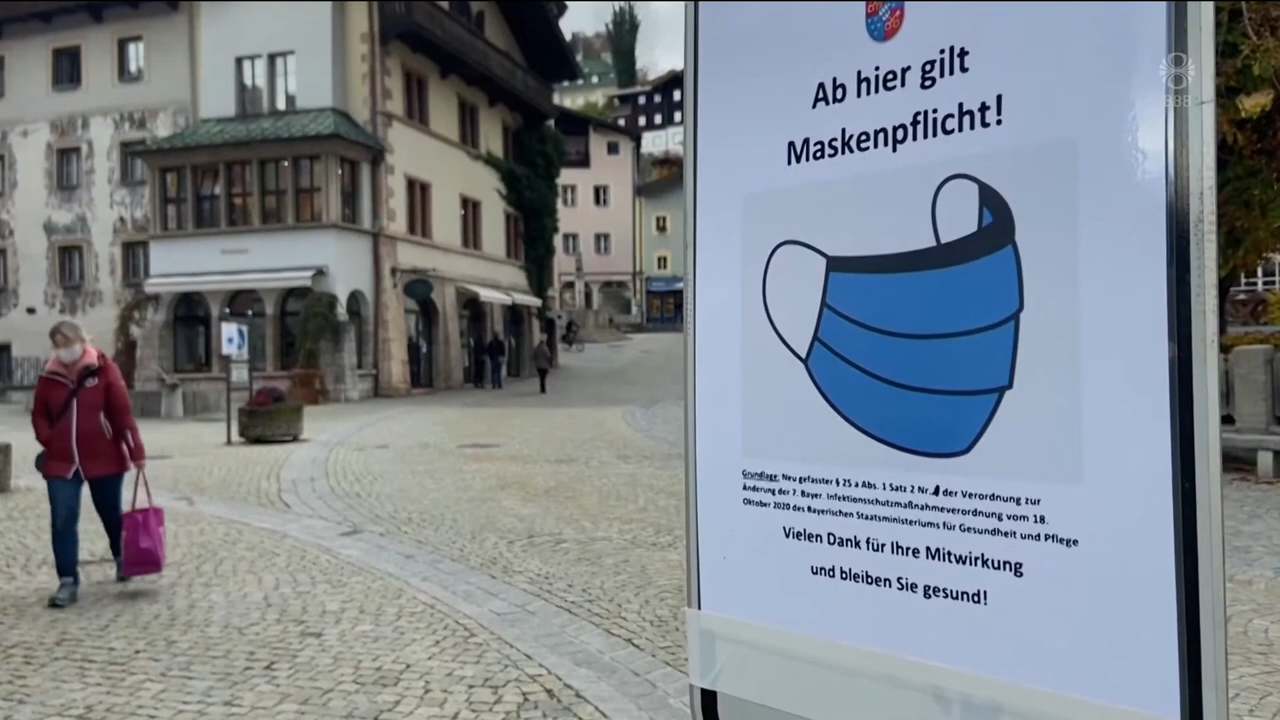 Ab hier gilt
Maskenpflicht!
Grundlage: Neu gefasster § 25 a Abs. 1 Satz 2 Nr. der Verordnung zur
Änderung der 7. Bayer. Infektionsschutzmaßnahmeverordnung vom 18.
Oktober 2020 des Bayerischen Staatsministeriums für Gesundheit und Pflege
Vielen Dank für Ihre Mitwirkung
und bleiben Sie gesund!